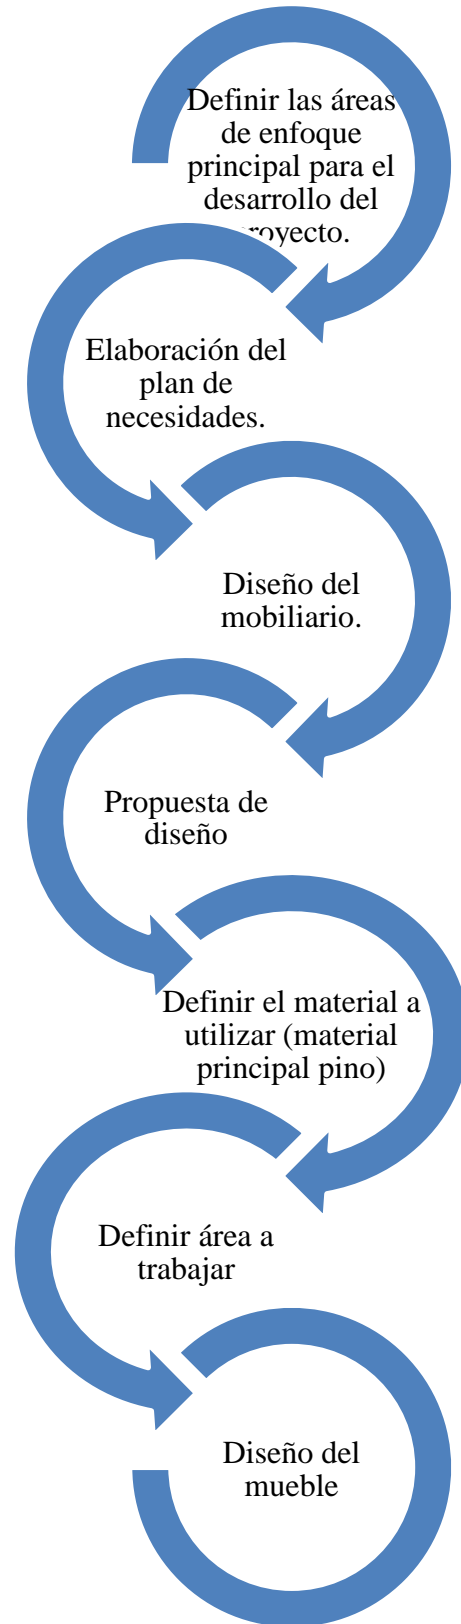 Definir las áreas
de enfoque
principal para el
desarrollo del
proyecto.
Elaboración del
plan de
necesidades.
Diseño del
mobiliario.
Propuesta de
diseño
Definir el material a
utilizar (material
principal pino)
Definir área a
trabajar
Diseño del
mueble